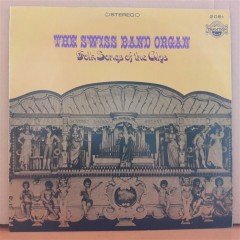 STEREO
THE SWISS BAND ORGAN
Folk Songs of the Alps